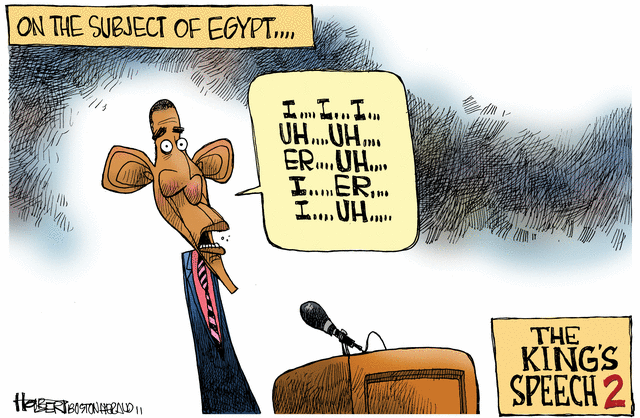 ON THE SUBJECT OF EGYPT....
I....I...I...
UH....UH....
ER....UH....
I.....ER....
I....UH.....
THE
KING'S
SPEECH 2
HOLBERT BOSTON HERALD 11